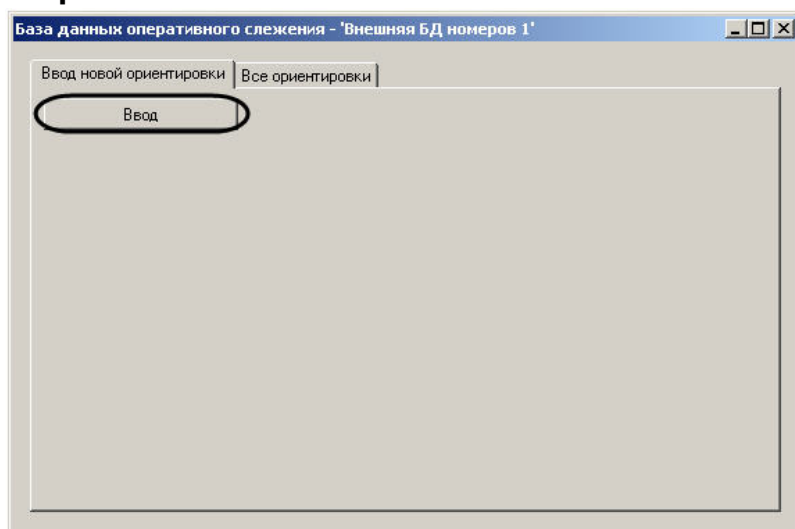 База данных оперативного слежения - 'Внешняя БД номеров 1'
Ввод новой ориентировки
Все ориентировки
Ввод